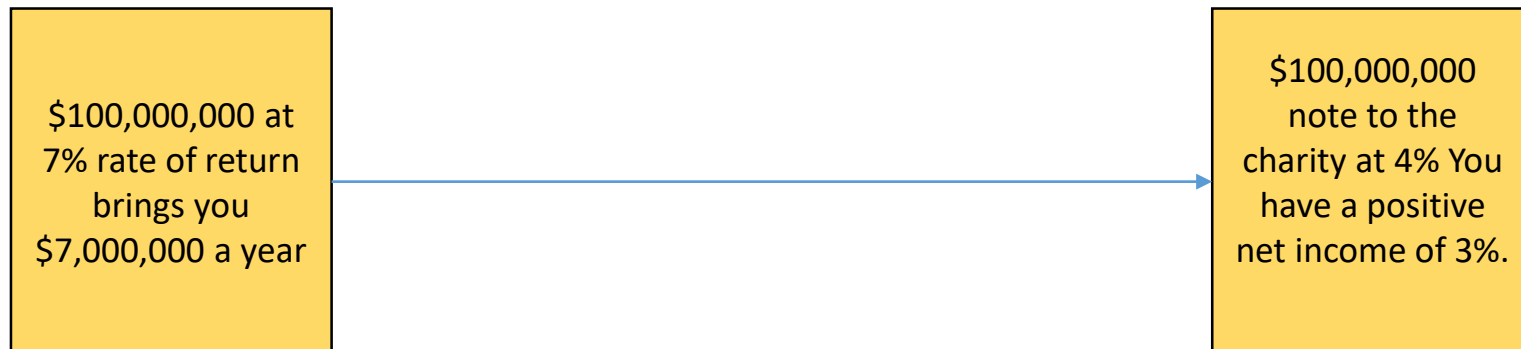 $100,000,000 at
7% rate of return
brings you
$7,000,000 a year
$100,000,000
note to the
charity at 4% You
have a positive
net income of 3%.